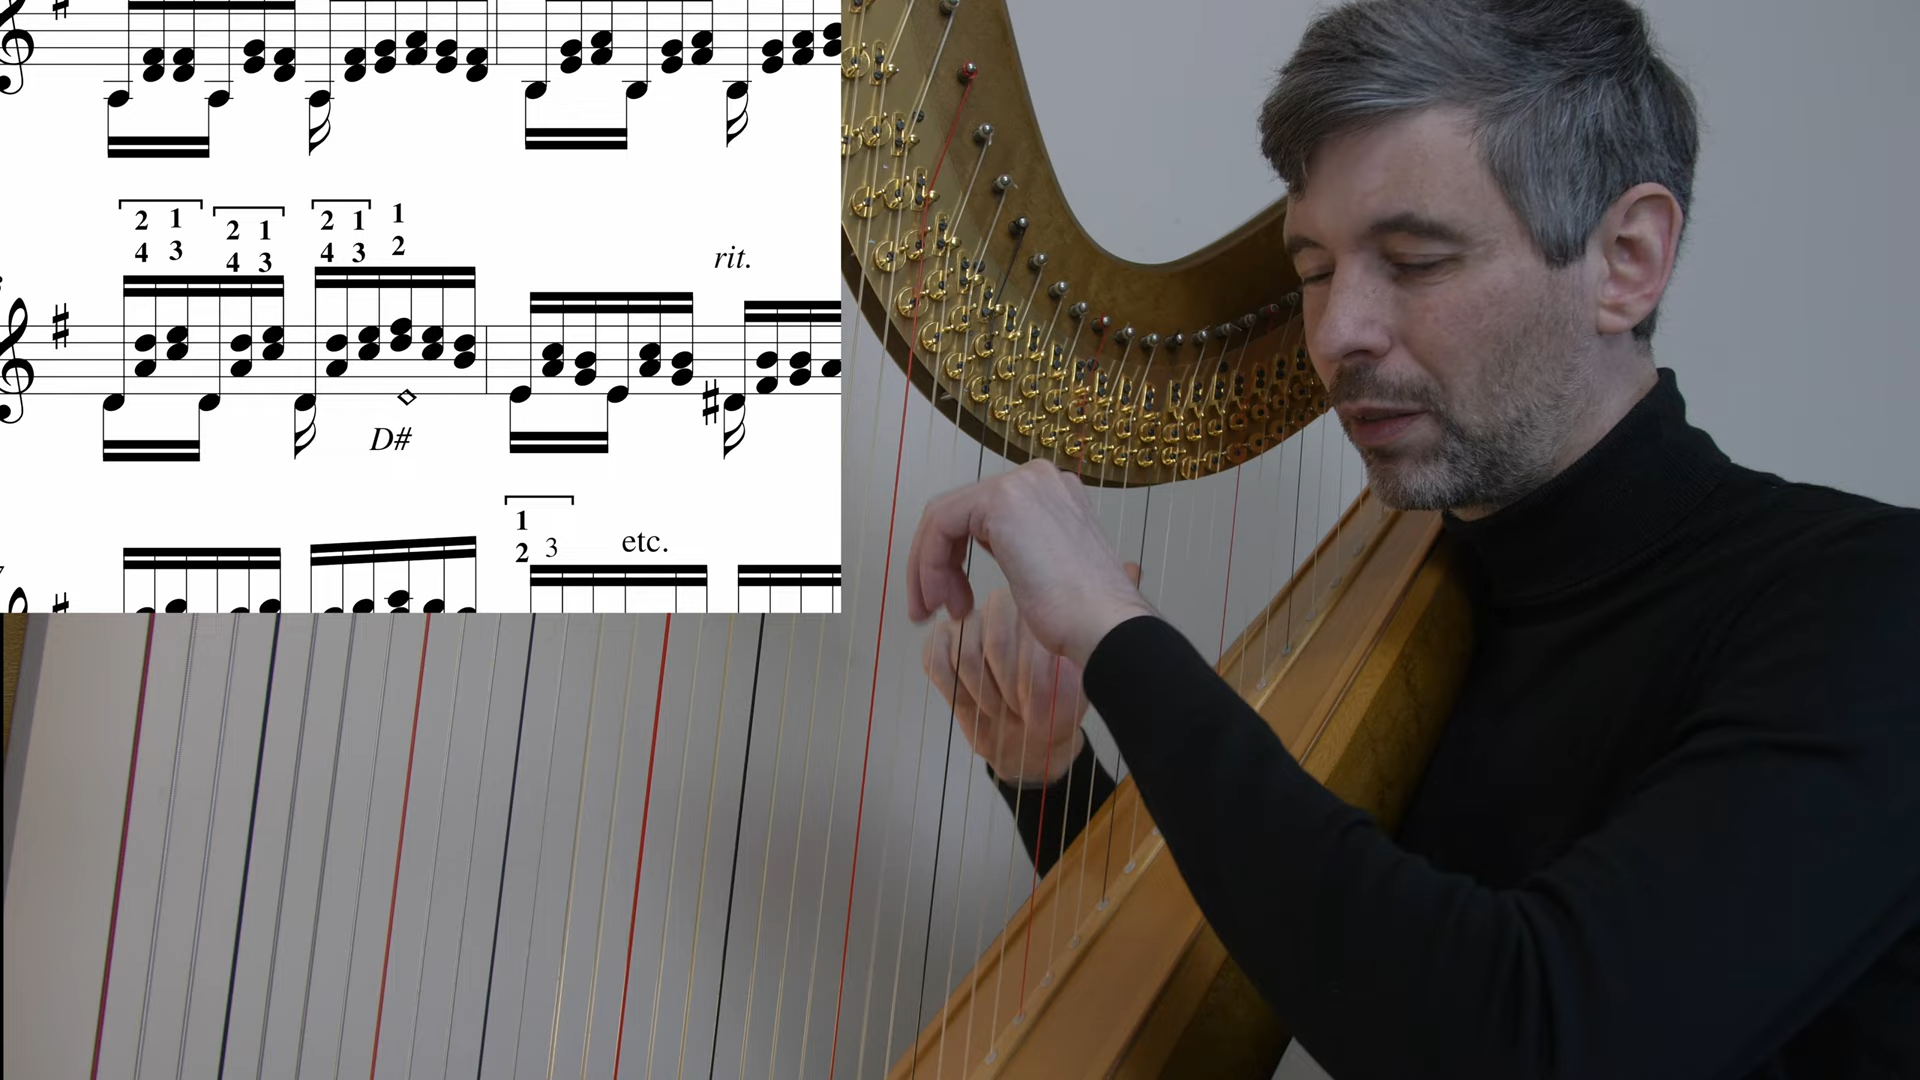 2 1 2 1 2 1 1
4 3 4 3 4 3 2
rit.
D#
1
2 3 etc.